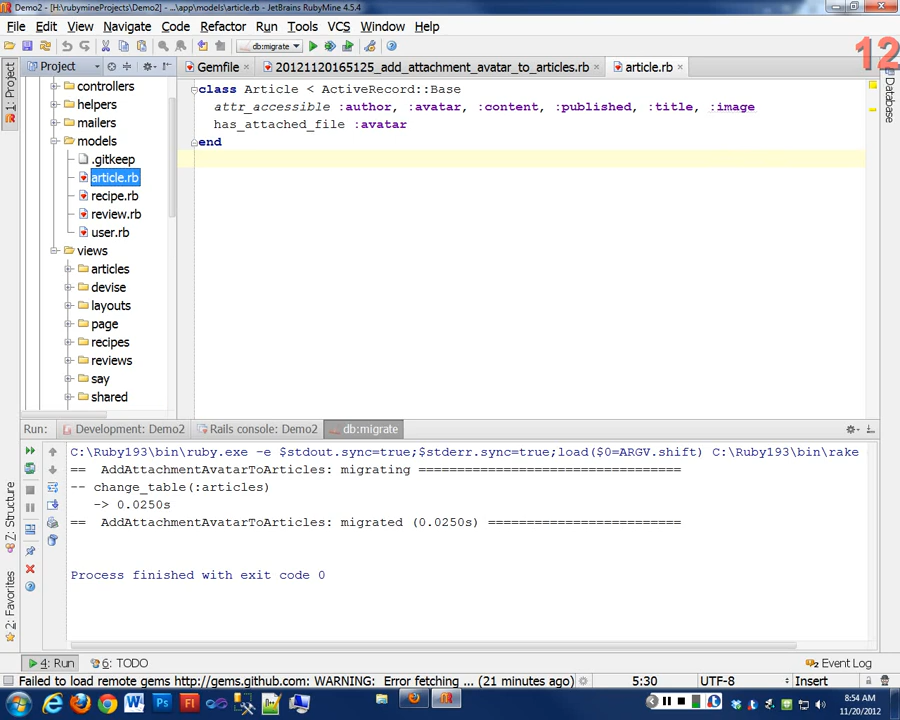 Demo2 - [H:\rubymineProjects\Demo2] - ...\app\models\article.rb - JetBrains RubyMine 4.5.4
File Edit View Navigate Code Refactor Run Tools VCS Window Help
db:migrate
12
Project
Gemfile
20121120165125_add_attachment_avatar_to_articles.rb
article.rb
1: Project
controllers
helpers
mailers
models
.gitkeep
article.rb
recipe.rb
review.rb
user.rb
views
articles
devise
layouts
page
recipes
reviews
say
shared
class Article < ActiveRecord::Base
attr_accessible :author, :avatar, :content, :published, :title, :image
has_attached_file :avatar
end
Database
Run:
Development: Demo2
Rails console: Demo2
db:migrate
C:\Ruby193\bin\ruby.exe -e $stdout.sync=true;$stderr.sync=true;load($0=ARGV.shift) C:\Ruby193\bin\rake
== AddAttachmentAvatarToArticles: migrating ================================
-- change_table(:articles)
-> 0.0250s
== AddAttachmentAvatarToArticles: migrated (0.0250s) =======================
Process finished with exit code 0
Z: Structure
2: Favorites
4: Run
6: TODO
Event Log
Failed to load remote gems http://gems.github.com: WARNING: Error fetching ... (21 minutes ago)
5:30
UTF-8
Insert
8:54 AM
11/20/2012